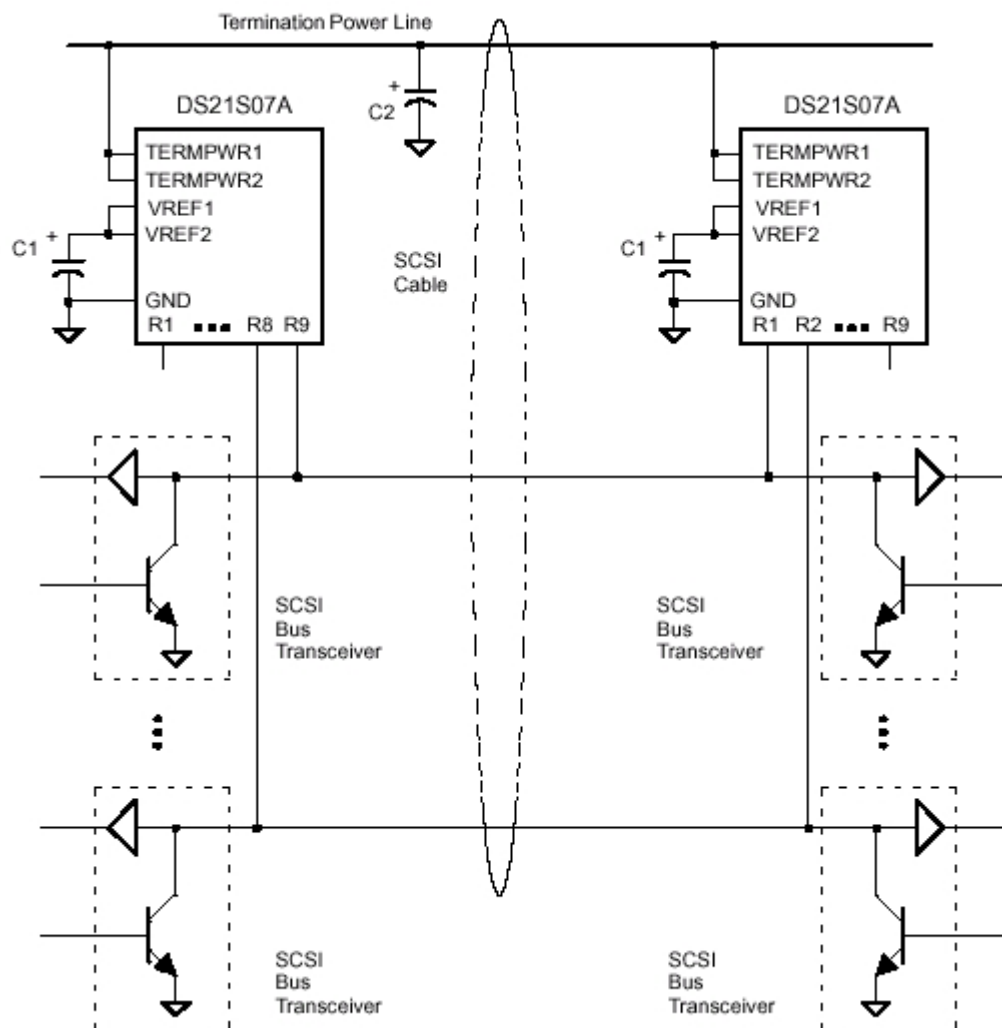 Termination Power Line
DS21S07A
TERMPWR1
TERMPWR2
VREF1
VREF2
GND
R1 ■■■ R8 R9
+
C1
+
C2
SCSI
Cable
DS21S07A
TERMPWR1
TERMPWR2
VREF1
VREF2
GND
R1 R2 ■■■ R9
+
C1
SCSI
Bus
Transceiver
SCSI
Bus
Transceiver
SCSI
Bus
Transceiver
SCSI
Bus
Transceiver